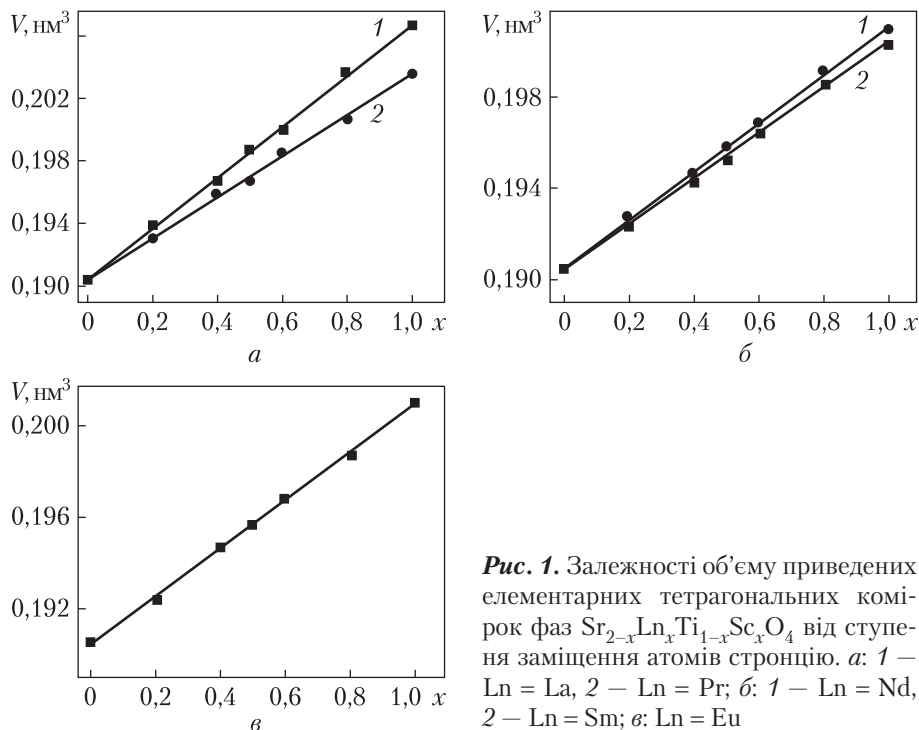 V, нм³
1
0,202
2
0,198
0,194
0,190
0 0,2 0,4 0,6 0,8 1,0 x
а
V, нм³
1
0,198
2
0,194
0,190
0 0,2 0,4 0,6 0,8 1,0 x
б
V, нм³
0,200
0,196
0,192
0 0,2 0,4 0,6 0,8 1,0 x
в
Рис. 1. Залежності об’єму приведених
елементарних тетрагональних комі-
рок фаз Sr₂₋ₓLnₓTi₁₋ₓScₓO₄ від ступе-
ня заміщення атомів стронцію. а: 1 —
Ln = La, 2 — Ln = Pr; б: 1 — Ln = Nd,
2 — Ln = Sm; в: Ln = Eu